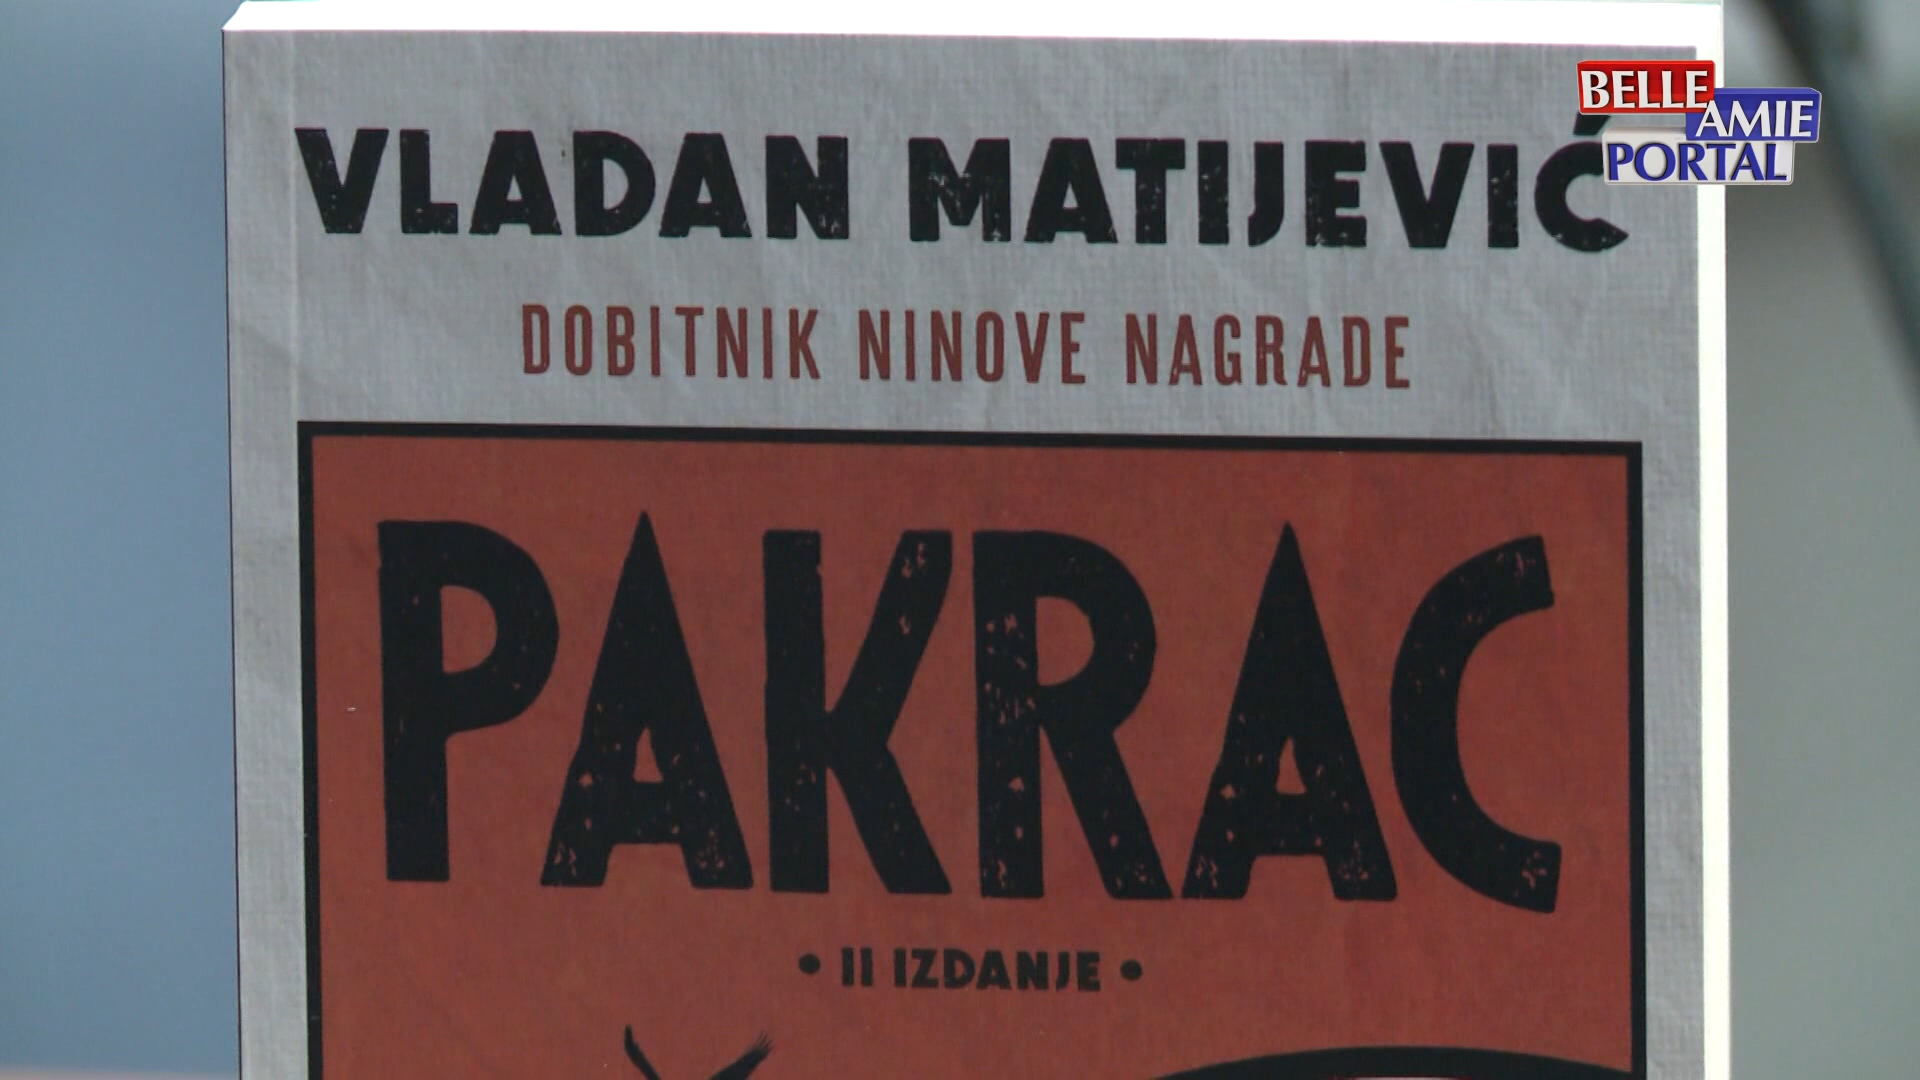 BELLE
AMIE
PORTAL
VLADAN MATIJEVIĆ
DOBITNIK NINOVE NAGRADE
PAKRAC
• II IZDANJE •